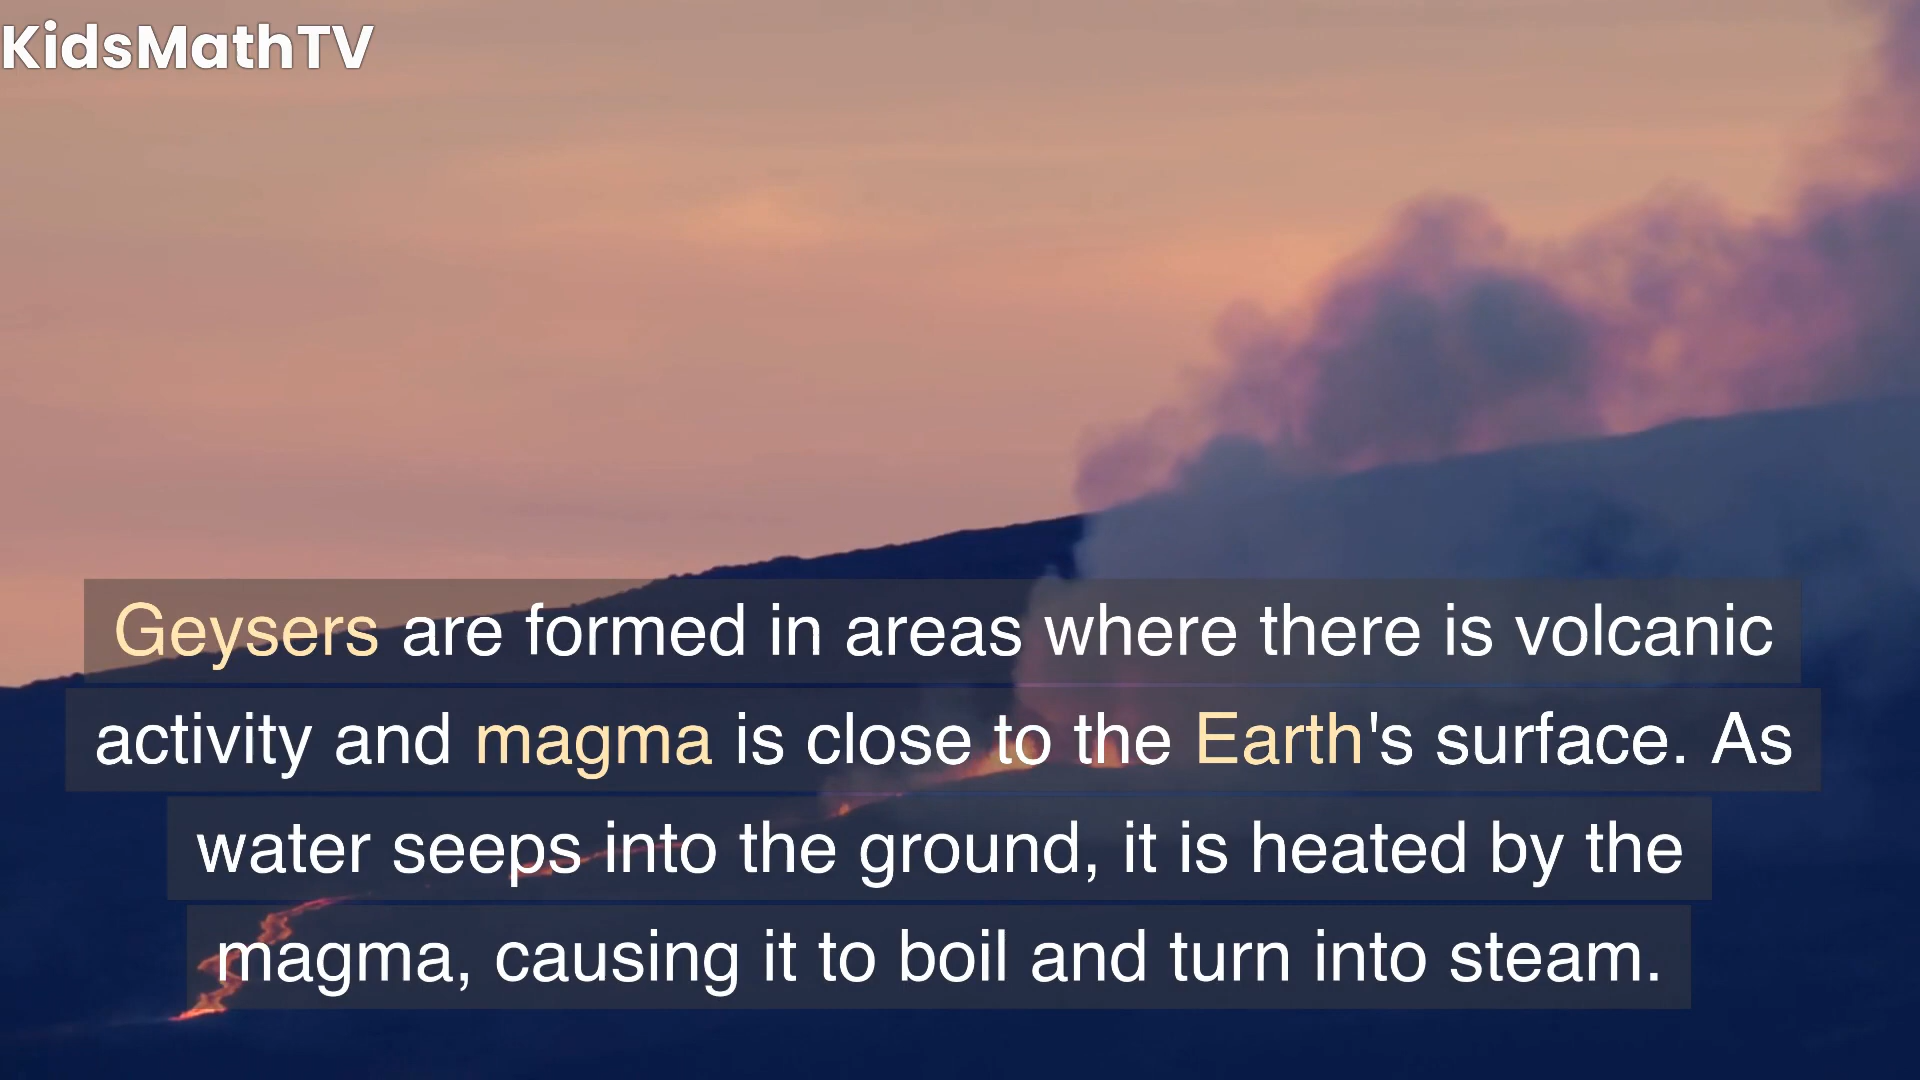 KidsMathTV
Geysers are formed in areas where there is volcanic
activity and magma is close to the Earth's surface. As
water seeps into the ground, it is heated by the
magma, causing it to boil and turn into steam.